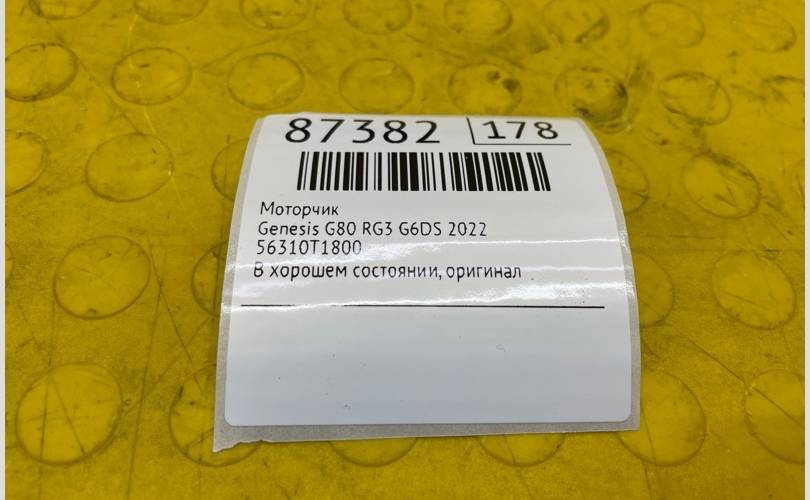 87382 178
Моторчик
Genesis G80 RG3 G6DS 2022
56310T1800
В хорошем состоянии, оригинал